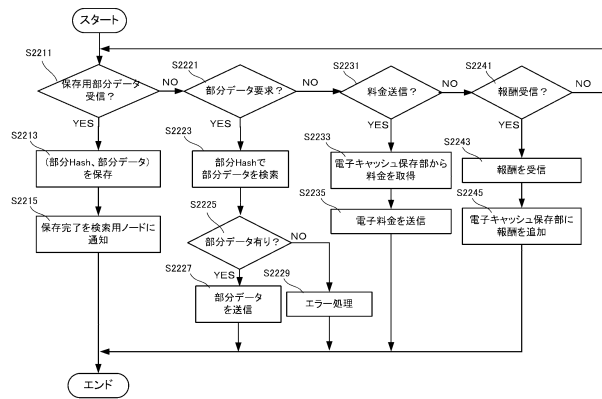 スタート
S2211
保存用部分データ
受信？
NO
YES
S2213
(部分Hash、部分データ)
を保存
S2215
保存完了を検索用ノードに
通知
S2221
部分データ要求？
NO
YES
S2223
部分Hashで
部分データを検索
S2225
部分データ有り？
NO
YES
S2227
部分データ
を送信
S2229
エラー処理
S2231
料金送信？
NO
YES
S2233
電子キャッシュ保存部から
料金を取得
S2235
電子料金を送信
S2241
報酬受信？
NO
YES
S2243
報酬を受信
S2245
電子キャッシュ保存部に
報酬を追加
エンド